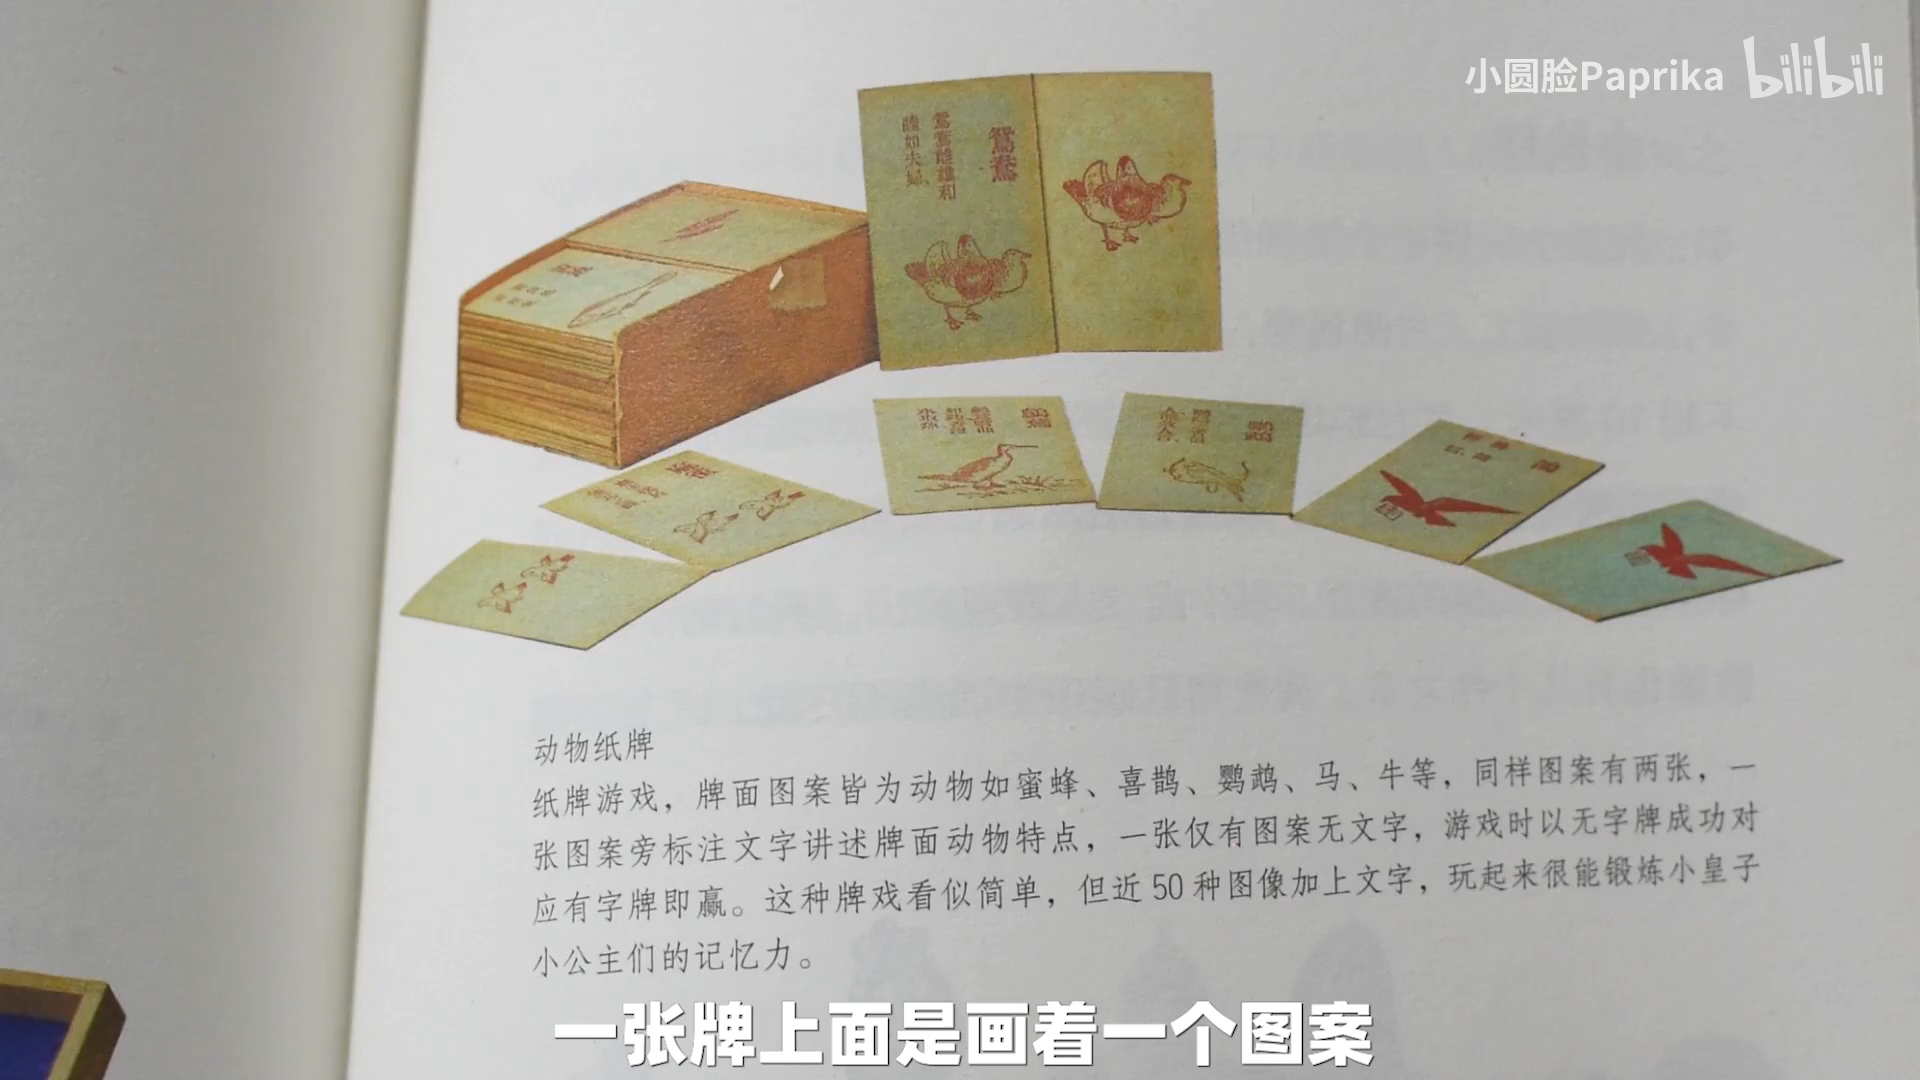 小圆脸Paprika bilibili
鸳鸯
鸳鸯雌雄和
睦如夫婦
动物纸牌
纸牌游戏，牌面图案皆为动物如蜜蜂、喜鹊、鹦鹉、马、牛等，同样图案有两张，一
张图案旁标注文字讲述牌面动物特点，一张仅有图案无文字，游戏时以无字牌成功对
应有字牌即赢。这种牌戏看似简单，但近50种图像加上文字，玩起来很能锻炼小皇子
小公主们的记忆力。
一张牌上面是画着一个图案